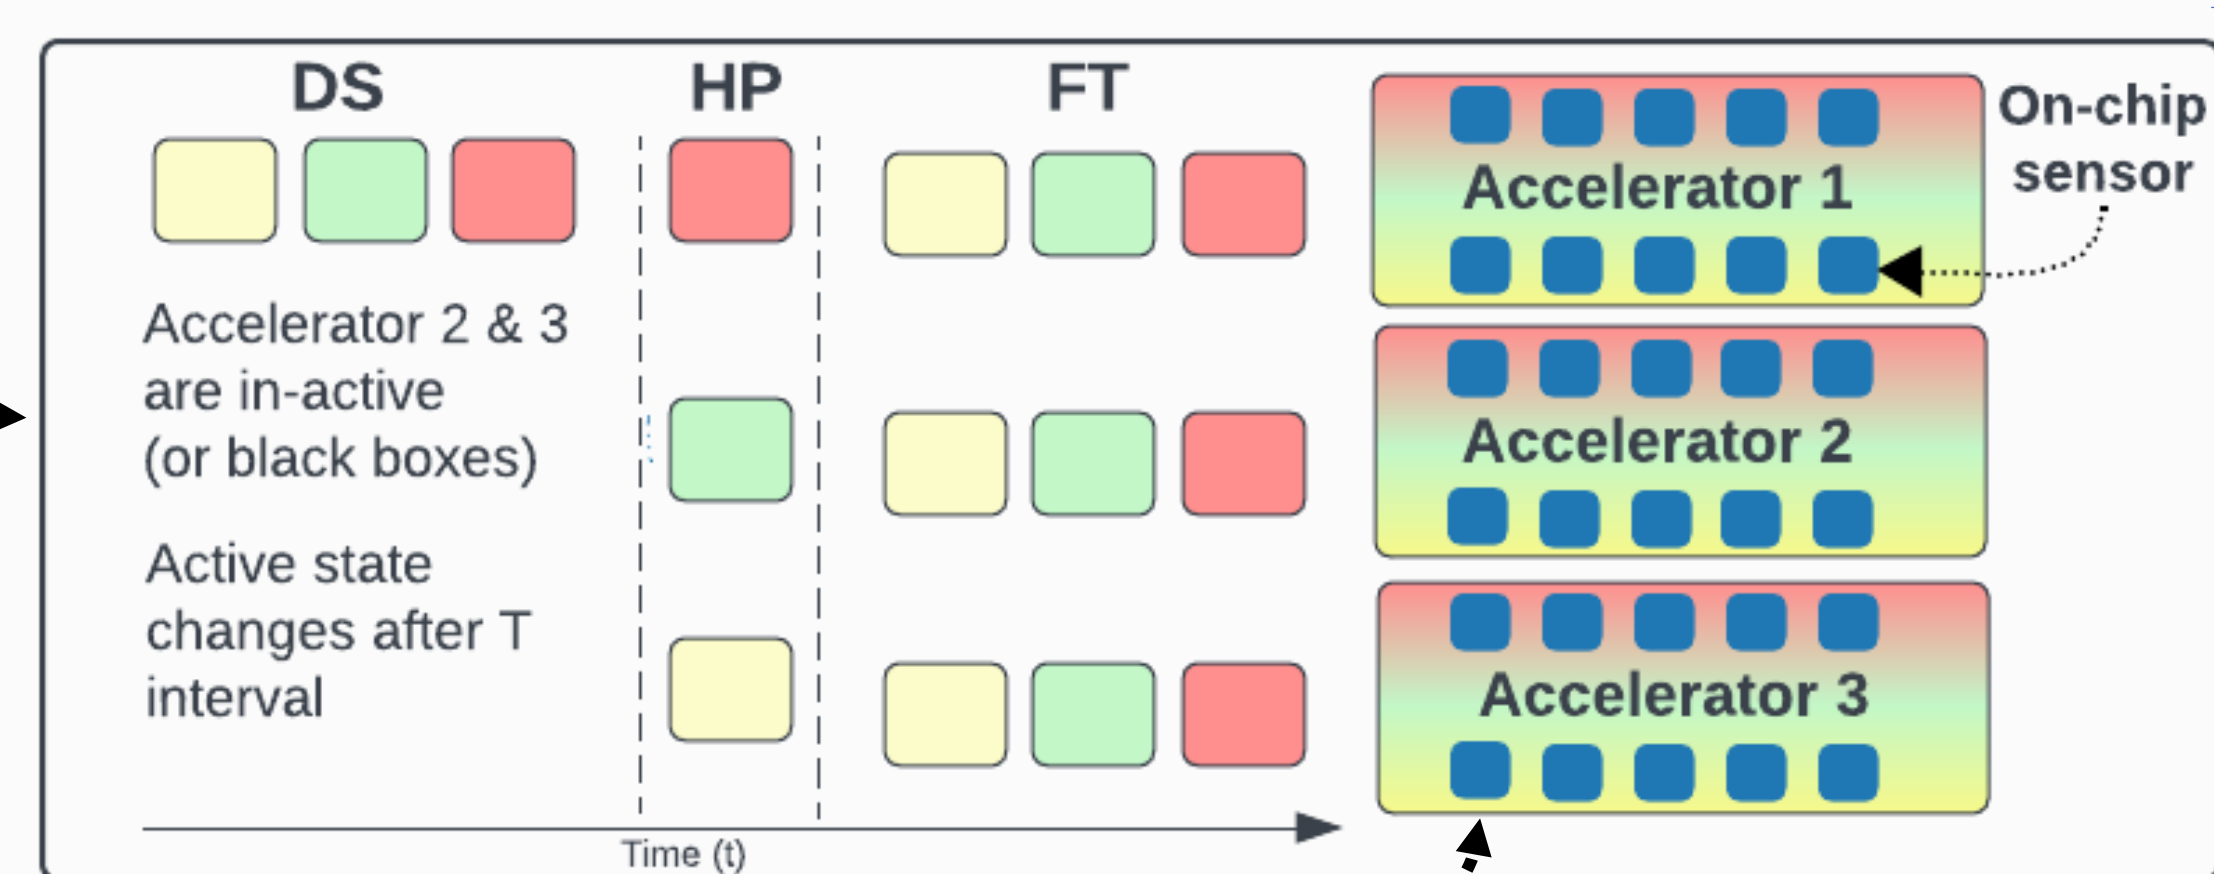 DS
HP
FT
Accelerator 2 & 3
are in-active
(or black boxes)
Active state
changes after T
interval
Time (t)
Accelerator 1
Accelerator 2
Accelerator 3
On-chip
sensor